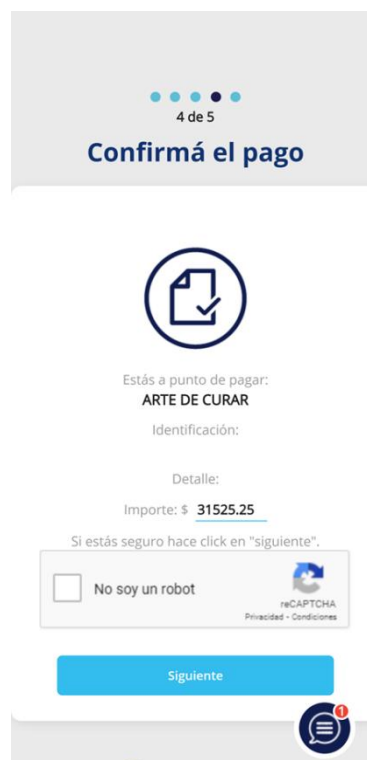 4 de 5
Confirmá el pago
Estás a punto de pagar:
ARTE DE CURAR
Identificación:
Detalle:
Importe: $ 31525.25
Si estás seguro hace click en "siguiente".
No soy un robot
reCAPTCHA
Privacidad - Condiciones
Siguiente
1